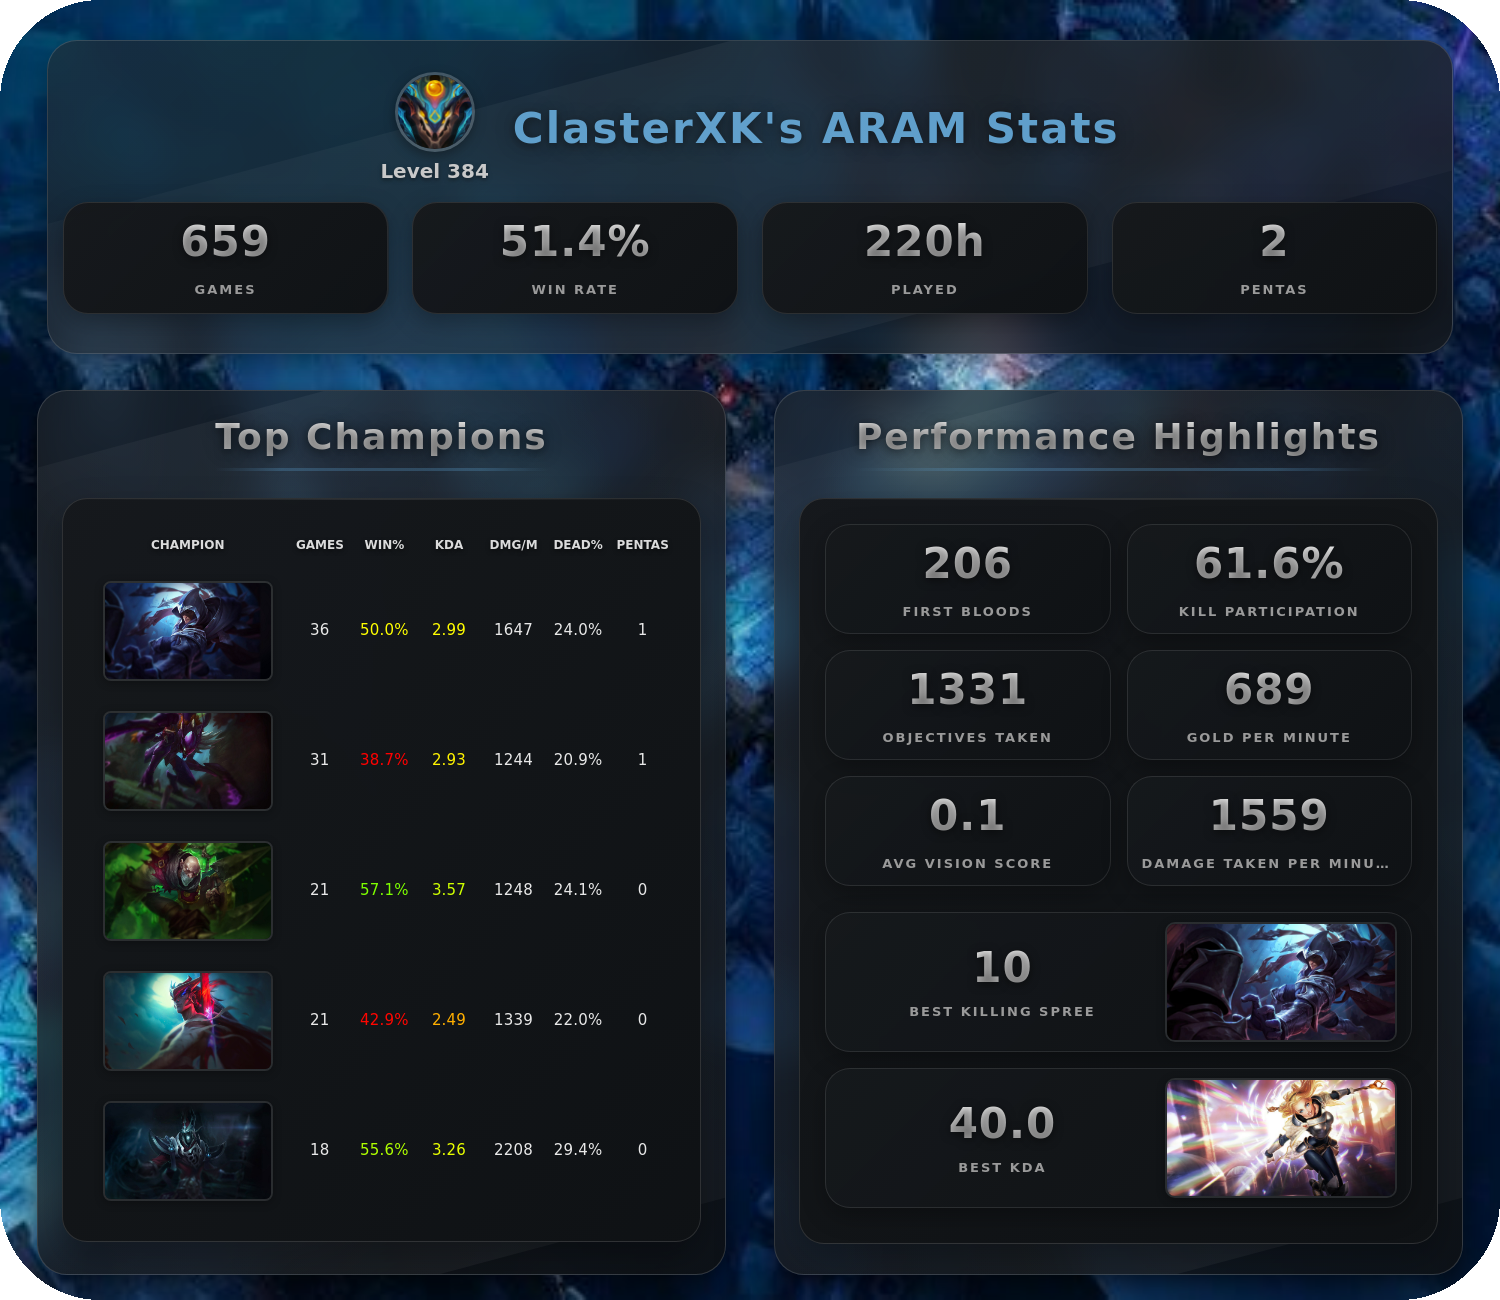 ClasterXK's ARAM Stats
Level 384
659
GAMES
51.4%
WIN RATE
220h
PLAYED
2
PENTAS
Top Champions
CHAMPION GAMES WIN% KDA DMG/M DEAD% PENTAS
36 50.0% 2.99 1647 24.0% 1
31 38.7% 2.93 1244 20.9% 1
21 57.1% 3.57 1248 24.1% 0
21 42.9% 2.49 1339 22.0% 0
18 55.6% 3.26 2208 29.4% 0
Performance Highlights
206
FIRST BLOODS
61.6%
KILL PARTICIPATION
1331
OBJECTIVES TAKEN
689
GOLD PER MINUTE
0.1
AVG VISION SCORE
1559
DAMAGE TAKEN PER MINU...
10
BEST KILLING SPREE
40.0
BEST KDA